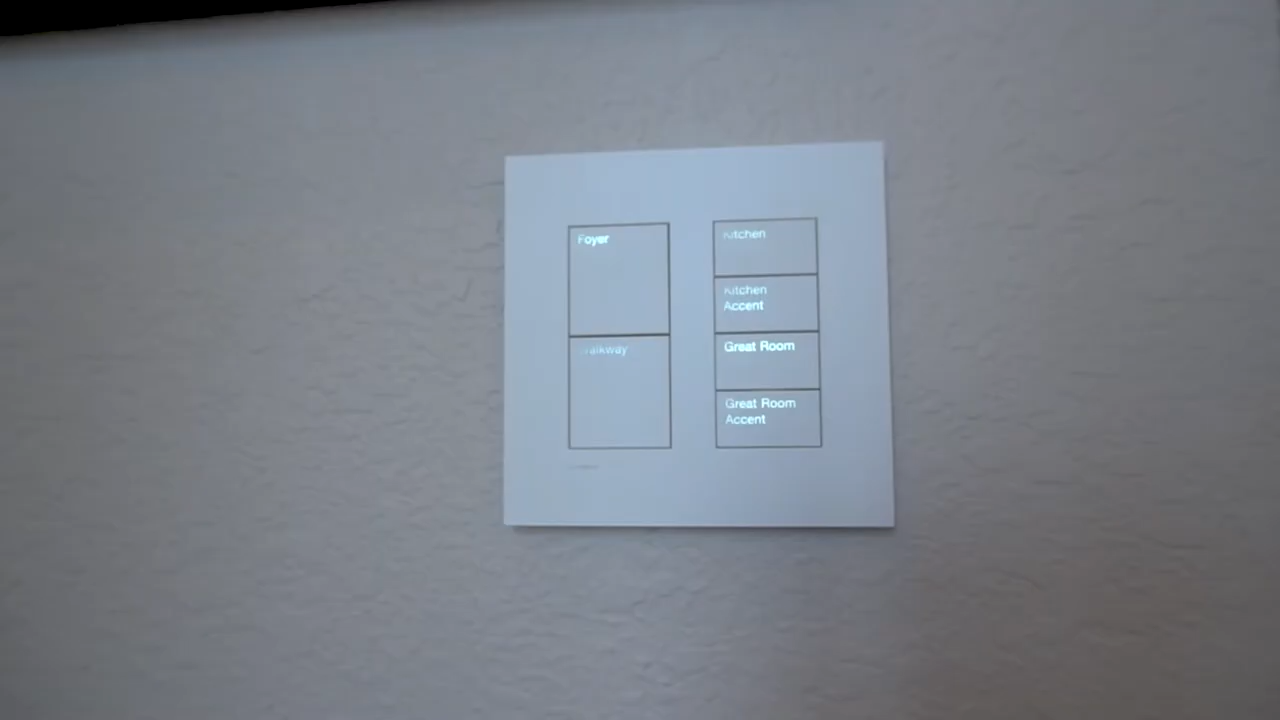 Foyer
Walkway
Kitchen
Kitchen
Accent
Great Room
Great Room
Accent